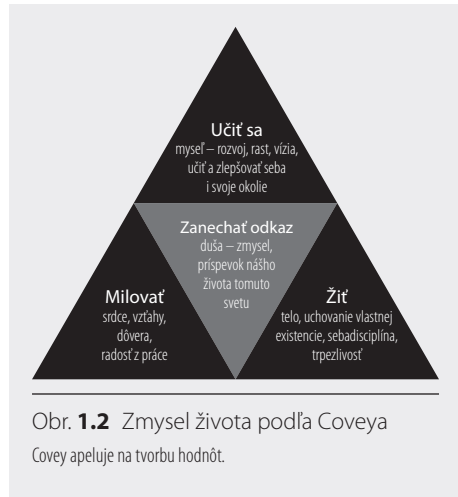 Učiť sa
myseľ – rozvoj, rast, vízia,
učiť a zlepšovať seba
i svoje okolie
Zanechať odkaz
duša – zmysel,
príspevok nášho
života tomuto
svetu
Milovať
srdce, vzťahy,
dôvera,
radosť z práce
Žiť
telo, uchovanie vlastnej
existencie, sebadisciplína,
trpezlivosť
Obr. 1.2 Zmysel života podľa Coveya
Covey apeluje na tvorbu hodnôt.